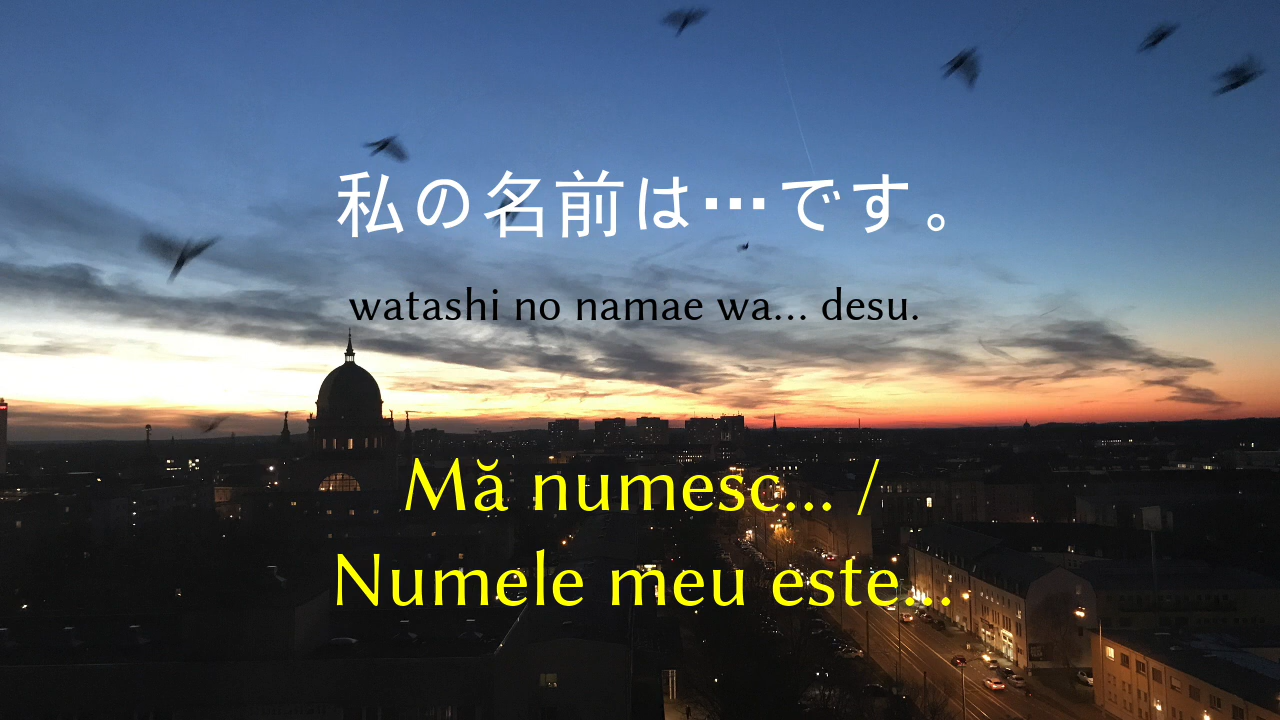 私の名前は…です。
watashi no namae wa... desu.
Mă numesc... /
Numele meu este...